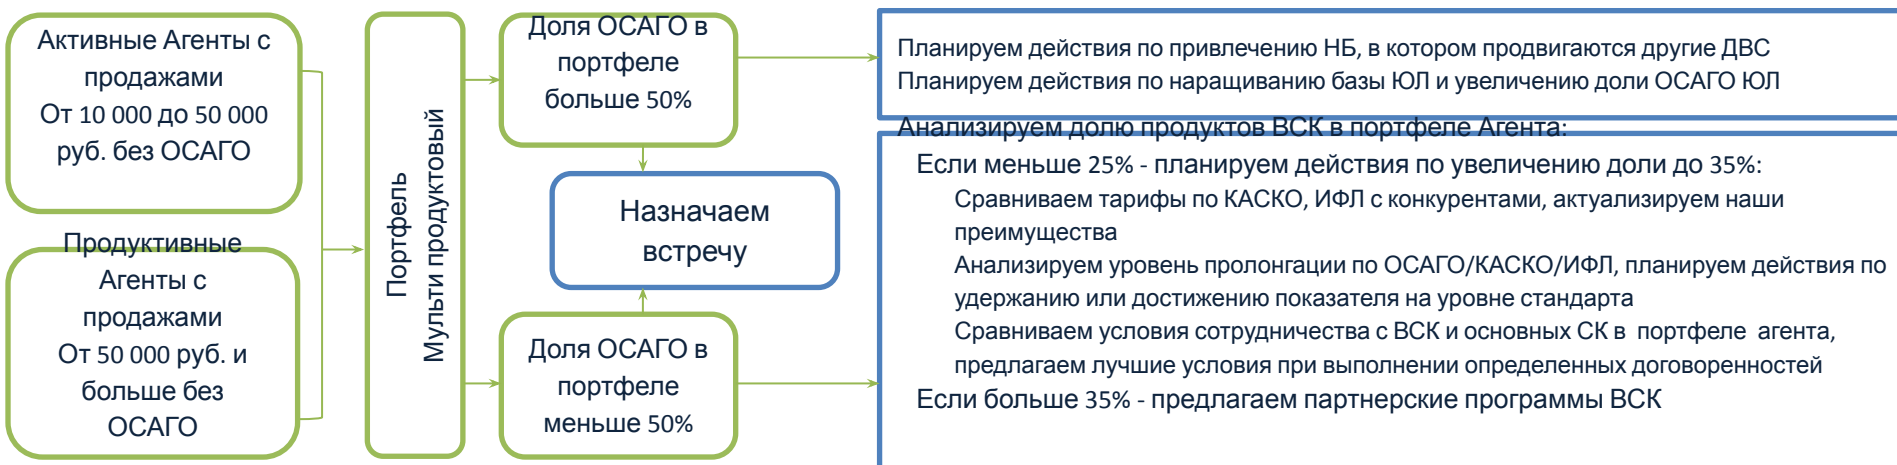 Активные Агенты с
продажами
От 10 000 до 50 000
руб. без ОСАГО
Продуктивные
Агенты с
продажами
От 50 000 руб. и
больше без
ОСАГО
Портфель
Мульти продуктовый
Доля ОСАГО в
портфеле
больше 50%
Назначаем
встречу
Доля ОСАГО в
портфеле
меньше 50%
Планируем действия по привлечению НБ, в котором продвигаются другие ДВС
Планируем действия по наращиванию базы ЮЛ и увеличению доли ОСАГО ЮЛ
Анализируем долю продуктов ВСК в портфеле Агента:
Если меньше 25% - планируем действия по увеличению доли до 35%:
Сравниваем тарифы по КАСКО, ИФЛ с конкурентами, актуализируем наши
преимущества
Анализируем уровень пролонгации по ОСАГО/КАСКО/ИФЛ, планируем действия по
удержанию или достижению показателя на уровне стандарта
Сравниваем условия сотрудничества с ВСК и основных СК в портфеле агента,
предлагаем лучшие условия при выполнении определенных договоренностей
Если больше 35% - предлагаем партнерские программы ВСК